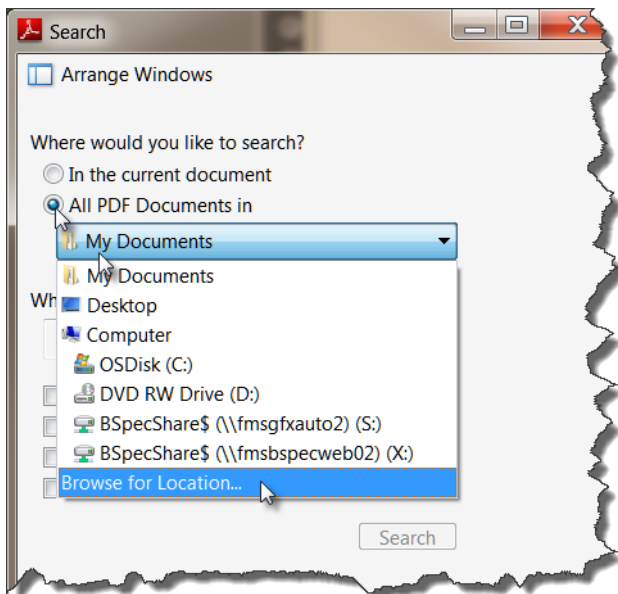 Search
Arrange Windows
Where would you like to search?
In the current document
All PDF Documents in
My Documents
My Documents
Wh
Desktop
Computer
OSDisk (C:)
DVD RW Drive (D:)
BSpecShare$ (\\fmsgfxauto2) (S:)
BSpecShare$ (\\fmsbspecweb02) (X:)
Browse for Location...
Search